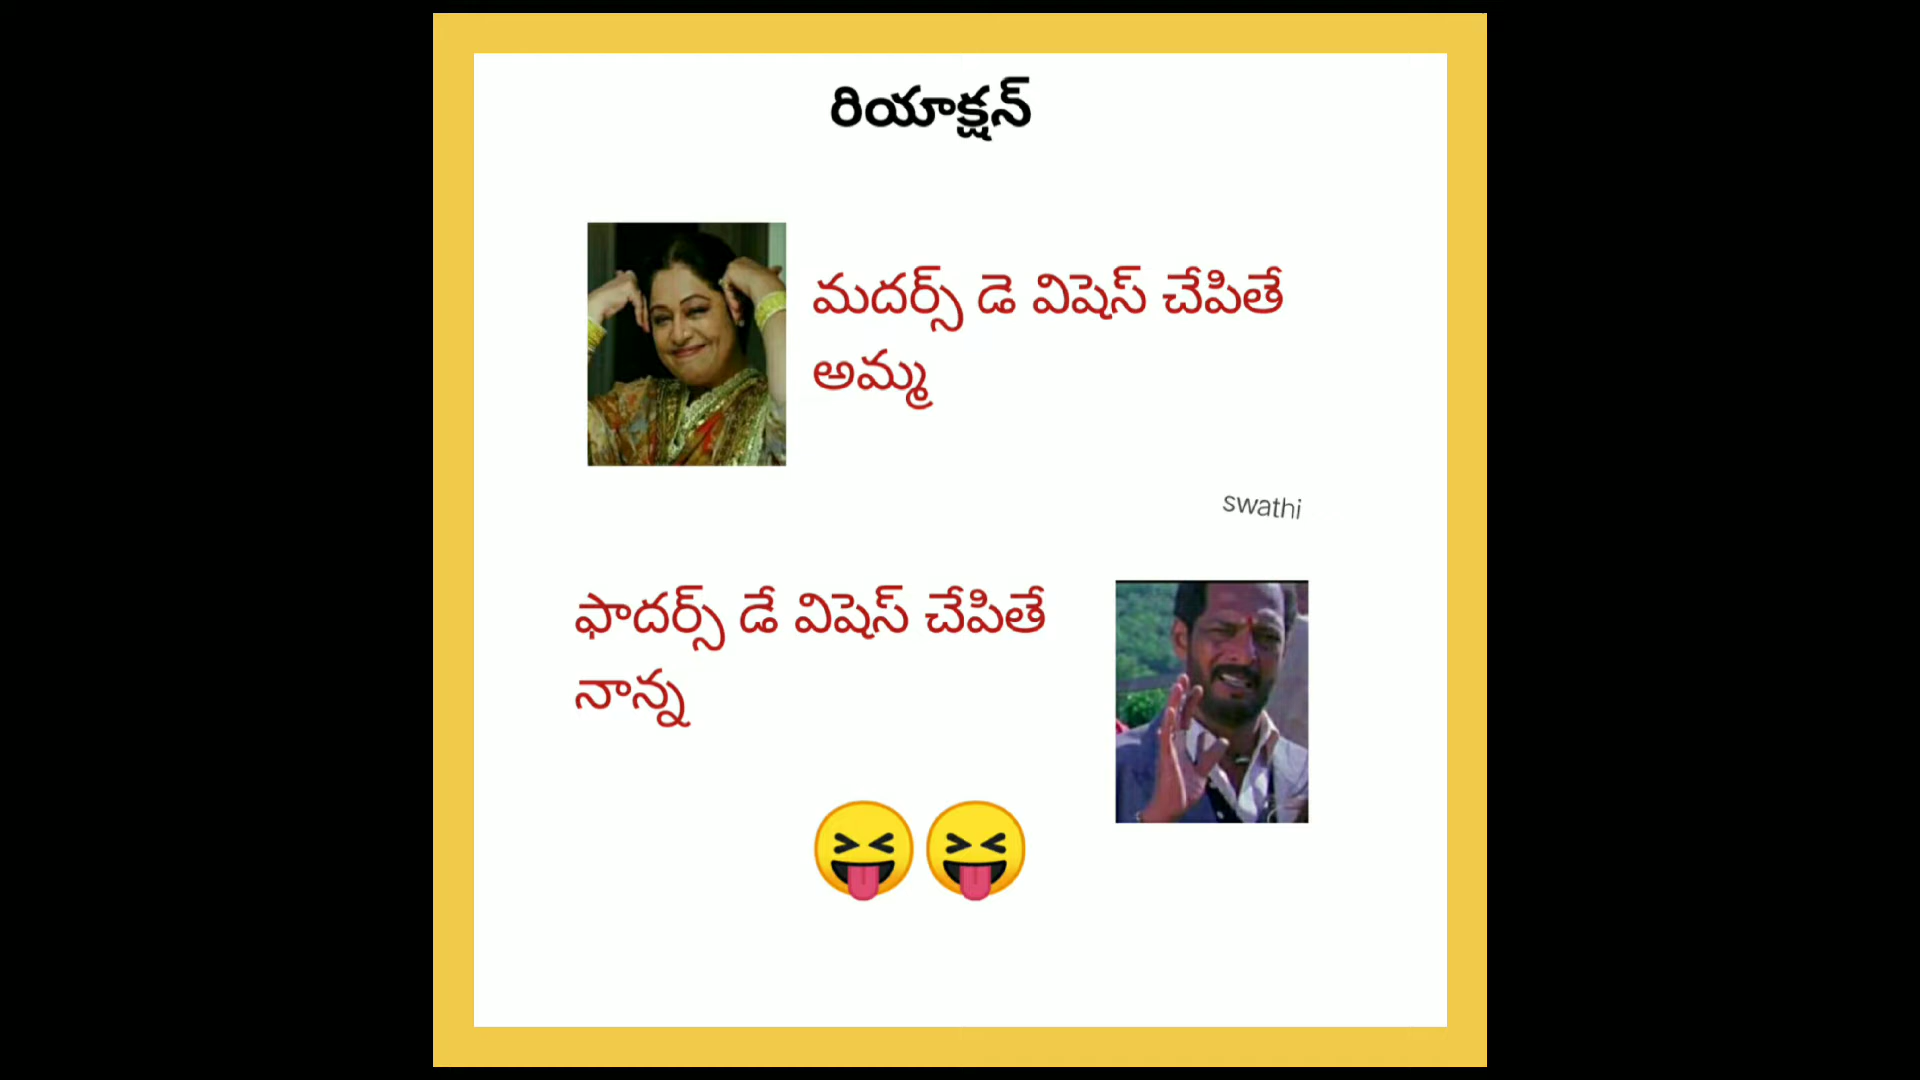 రియాక్షన్
మదర్స్ డె విషెస్ చేపితే
అమ్మ
swathi
ఫాదర్స్ డే విషెస్ చేపితే
నాన్న